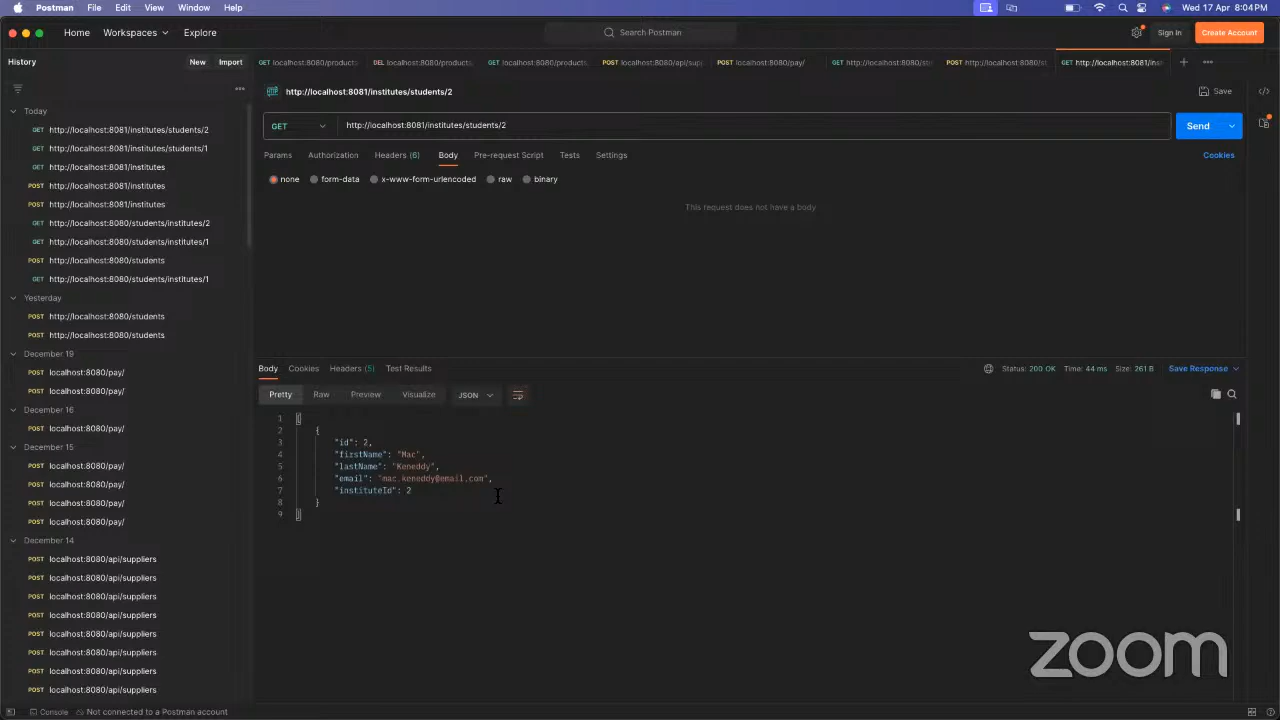 Postman File Edit View Window Help Wed 17 Apr 8:04PM
Home Workspaces Explore Search Postman Sign In Create Account
History New Import GET localhost:8080/products DEL localhost:8080/products GET localhost:8080/products, POST localhost:8080/api/supp POST localhost:8080/pay/ GET http://localhost:8080/stu POST http://localhost:8080/st GET http://localhost:8081/ins
HTTP http://localhost:8081/institutes/students/2 Save
GET http://localhost:8081/institutes/students/2 Send
Params Authorization Headers (6) Body Pre-request Script Tests Settings Cookies
none form-data x-www-form-urlencoded raw binary
This request does not have a body
Today
GET http://localhost:8081/institutes/students/2
GET http://localhost:8081/institutes/students/1
GET http://localhost:8081/institutes
POST http://localhost:8081/institutes
POST http://localhost:8081/institutes
GET http://localhost:8080/students/institutes/2
GET http://localhost:8080/students/institutes/1
POST http://localhost:8080/students
GET http://localhost:8080/students/institutes/1
Yesterday
POST http://localhost:8080/students
POST http://localhost:8080/students
December 19
POST localhost:8080/pay/
POST localhost:8080/pay/
December 16
POST localhost:8080/pay/
December 15
POST localhost:8080/pay/
POST localhost:8080/pay/
POST localhost:8080/pay/
POST localhost:8080/pay/
December 14
POST localhost:8080/api/suppliers
POST localhost:8080/api/suppliers
POST localhost:8080/api/suppliers
POST localhost:8080/api/suppliers
POST localhost:8080/api/suppliers
POST localhost:8080/api/suppliers
POST localhost:8080/api/suppliers
POST localhost:8080/api/suppliers
Body Cookies Headers (5) Test Results Status: 200 OK Time: 44 ms Size: 261 B Save Response
Pretty Raw Preview Visualize JSON
1 [
2 {
3 "id": 2,
4 "firstName": "Mac",
5 "lastName": "Keneddy",
6 "email": "mac.keneddy@email.com",
7 "instituteId": 2
8 }
9 ]
zoom
Console Not connected to a Postman account